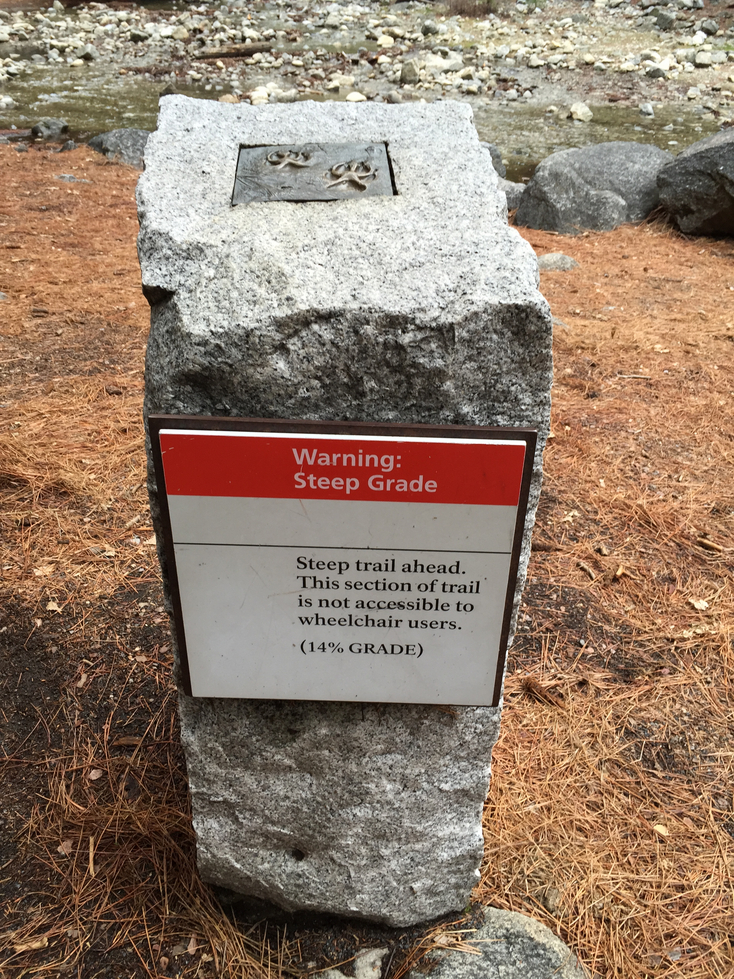 Warning:
Steep Grade
Steep trail ahead.
This section of trail
is not accessible to
wheelchair users.
(14% GRADE)